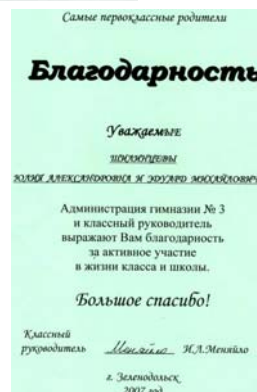 Самые первоклассные родители
Благодарность
Уважаемые
ЮЛИЯ АЛЕКСАНДРОВНА И ЭДУАРД МИХАЙЛОВИЧ
Администрация гимназии № 3
и классный руководитель
выражают Вам благодарность
за активное участие
в жизни класса и школы.
Большое спасибо!
Классный
руководитель Меняйло И.Л.Меняйло
г. Зеленодольск
2007 год